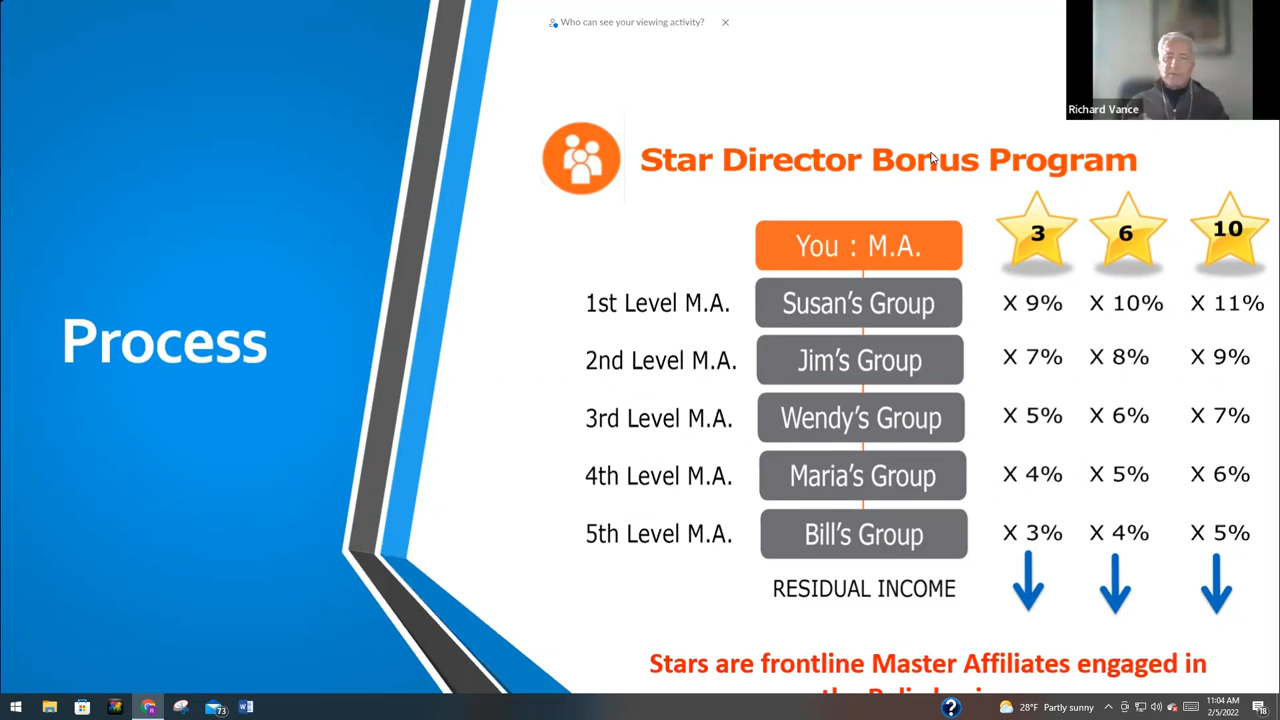 Who can see your viewing activity?
Richard Vance
Process
Star Director Bonus Program
You : M.A.
3
6
10
1st Level M.A. Susan's Group X 9% X 10% X 11%
2nd Level M.A. Jim's Group X 7% X 8% X 9%
3rd Level M.A. Wendy's Group X 5% X 6% X 7%
4th Level M.A. Maria's Group X 4% X 5% X 6%
5th Level M.A. Bill's Group X 3% X 4% X 5%
RESIDUAL INCOME
Stars are frontline Master Affiliates engaged in
73
28°F Partly sunny
11:04 AM
2/5/2022
18